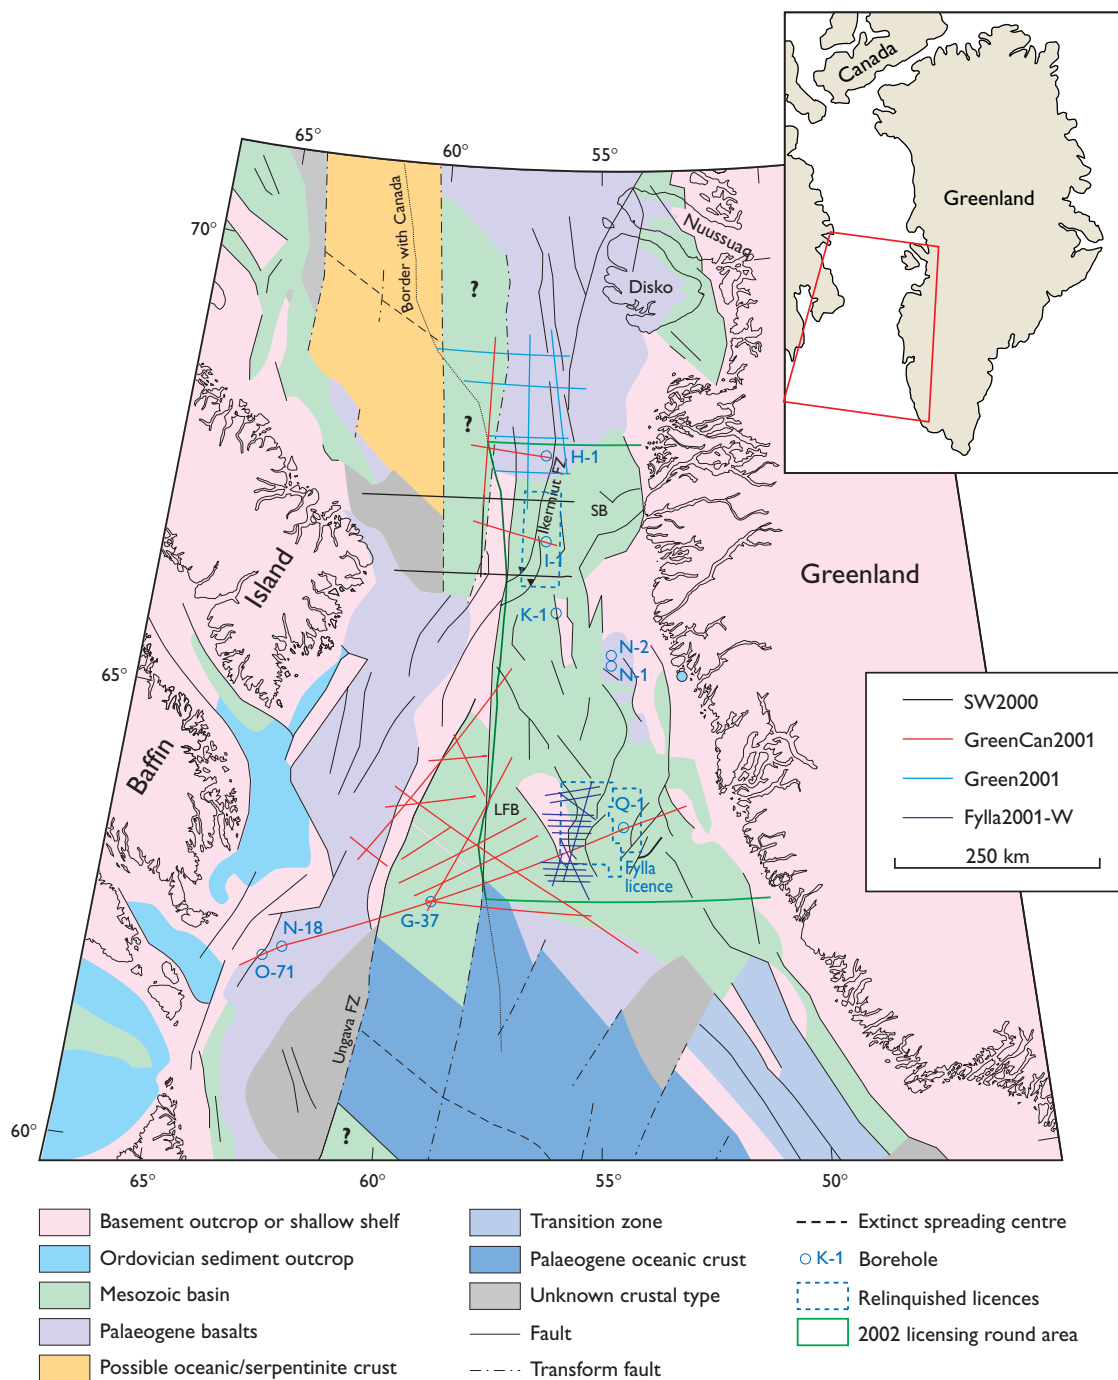 Canada
Greenland
65°
60°
55°
70°
Border with Canada
Nuussuaq
Disko
?
?
H-1
Ikermiut FZ
SB
I-1
Island
Greenland
K-1
N-2
N-1
65°
Baffin
SW2000
GreenCan2001
Green2001
Fylla2001-W
250 km
LFB
Q-1
Fylla
licence
G-37
N-18
O-71
Ungava FZ
60°
?
65°
60°
55°
50°
Basement outcrop or shallow shelf
Ordovician sediment outcrop
Mesozoic basin
Palaeogene basalts
Possible oceanic/serpentinite crust
Transition zone
Palaeogene oceanic crust
Unknown crustal type
Fault
Transform fault
Extinct spreading centre
K-1 Borehole
Relinquished licences
2002 licensing round area